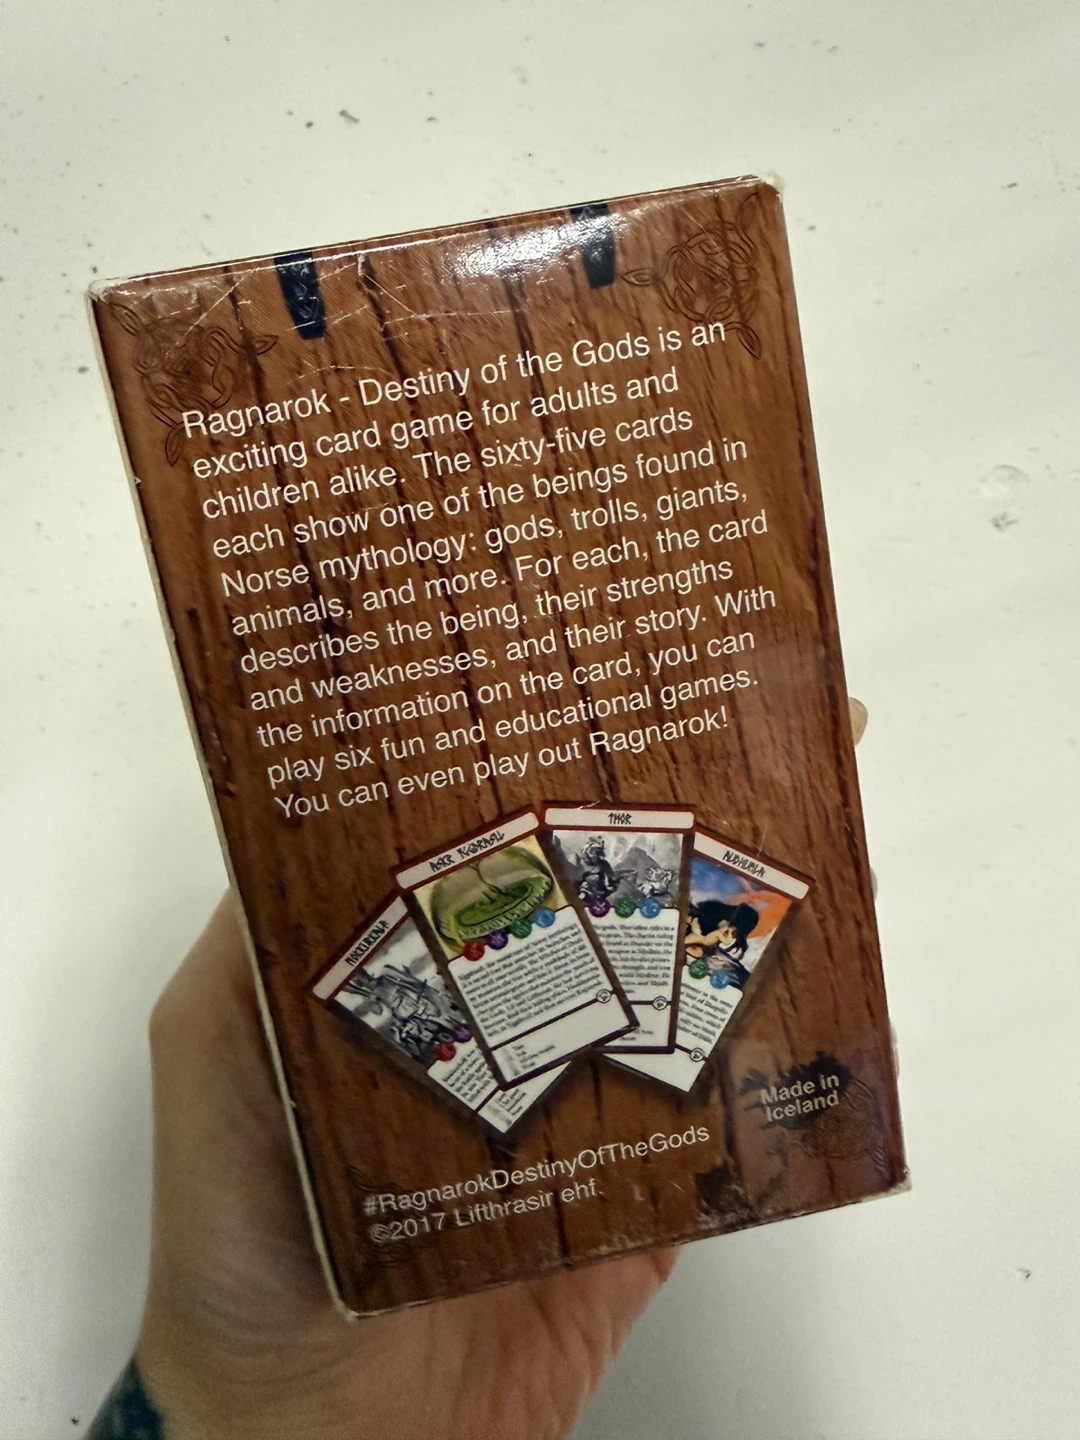 Ragnarok - Destiny of the Gods is an
exciting card game for adults and
children alike. The sixty-five cards
each show one of the beings found in
Norse mythology: gods, trolls, giants,
animals, and more. For each, the card
describes the being, their strengths
and weaknesses, and their story. With
the information on the card, you can
play six fun and educational games.
You can even play out Ragnarok!
THOR
AUDHUMLA
Made in
Iceland
#RagnarokDestinyOfTheGods
©2017 Lifthrasir ehf.